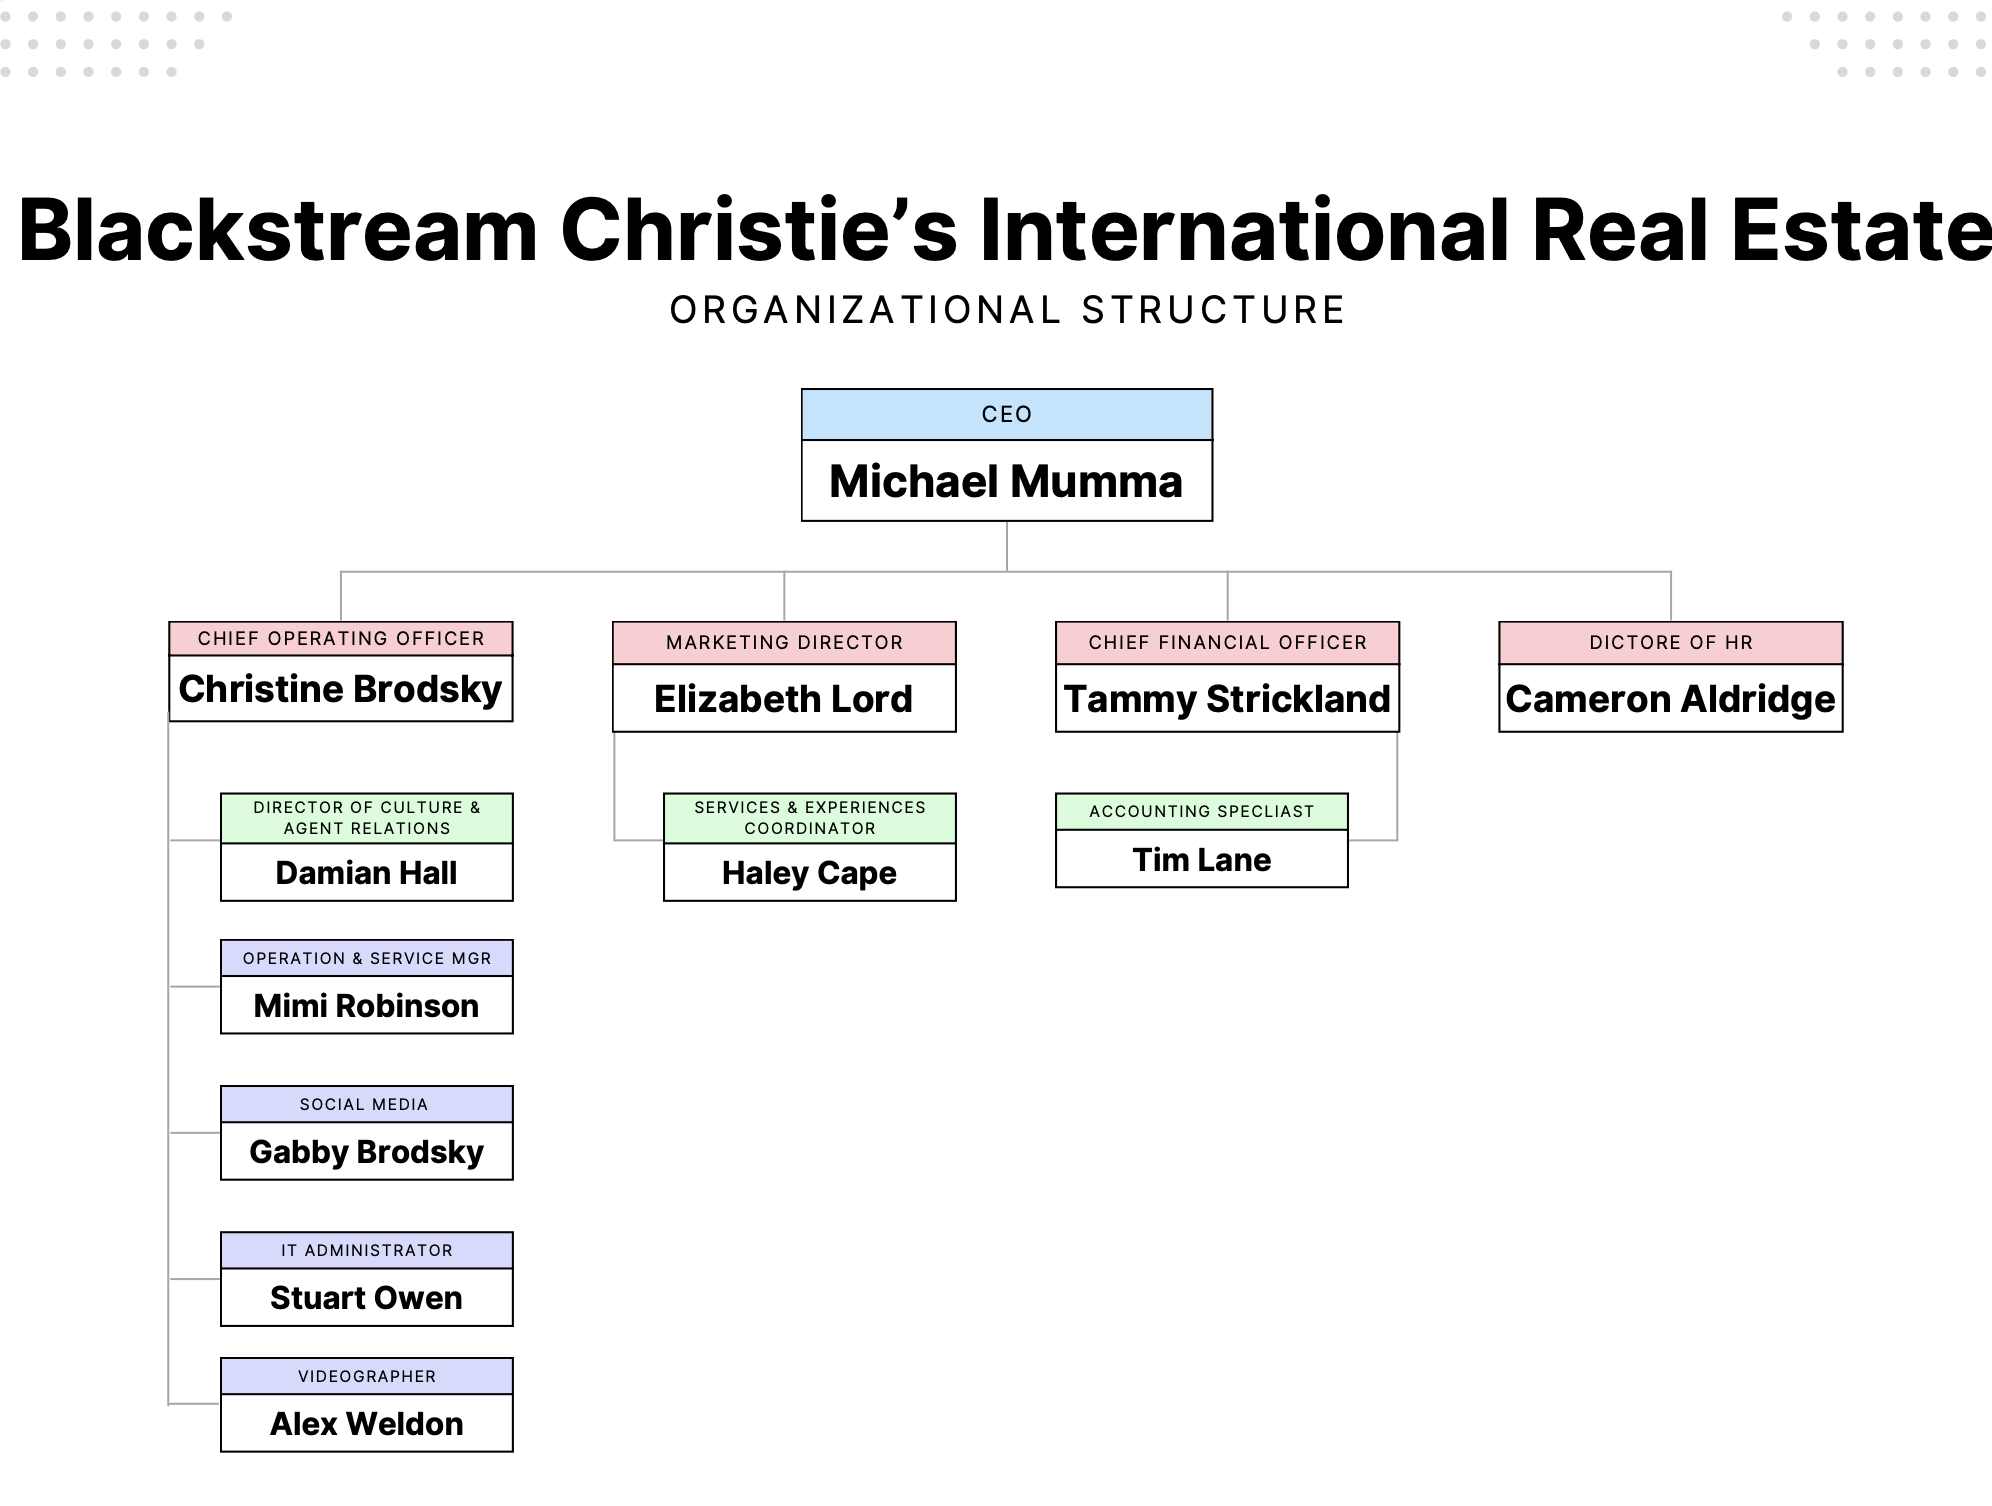 Blackstream Christie’s International Real Estate
ORGANIZATIONAL STRUCTURE
CEO
Michael Mumma
CHIEF OPERATING OFFICER
Christine Brodsky
MARKETING DIRECTOR
Elizabeth Lord
CHIEF FINANCIAL OFFICER
Tammy Strickland
DICTORE OF HR
Cameron Aldridge
DIRECTOR OF CULTURE &
AGENT RELATIONS
Damian Hall
SERVICES & EXPERIENCES
COORDINATOR
Haley Cape
ACCOUNTING SPECLIAST
Tim Lane
OPERATION & SERVICE MGR
Mimi Robinson
SOCIAL MEDIA
Gabby Brodsky
IT ADMINISTRATOR
Stuart Owen
VIDEOGRAPHER
Alex Weldon